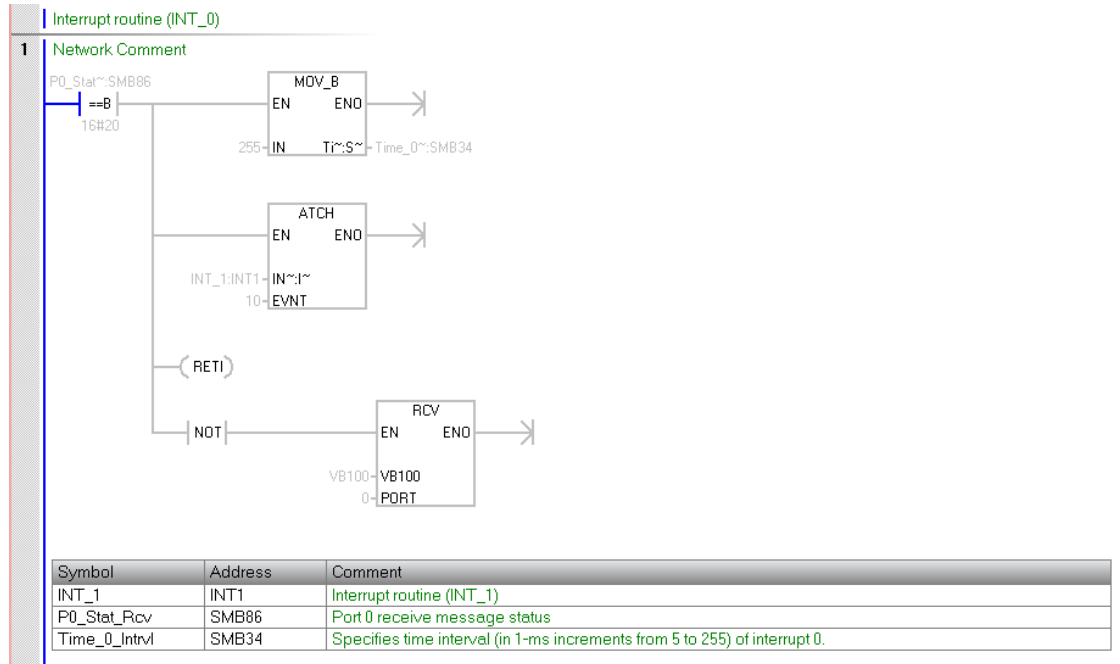 Interrupt routine (INT_0)
1 Network Comment
P0_Stat~:SMB86
==B
16#20
MOV_B
EN ENO
255 IN Ti~:S~ Time_0~:SMB34
ATCH
EN ENO
INT_1:INT1 IN~:I~
10 EVNT
RETI
NOT
RCV
EN ENO
VB100 VB100
0 PORT
Symbol Address Comment
INT_1 INT1 Interrupt routine (INT_1)
P0_Stat_Rcv SMB86 Port 0 receive message status
Time_0_Intrvl SMB34 Specifies time interval (in 1-ms increments from 5 to 255) of interrupt 0.